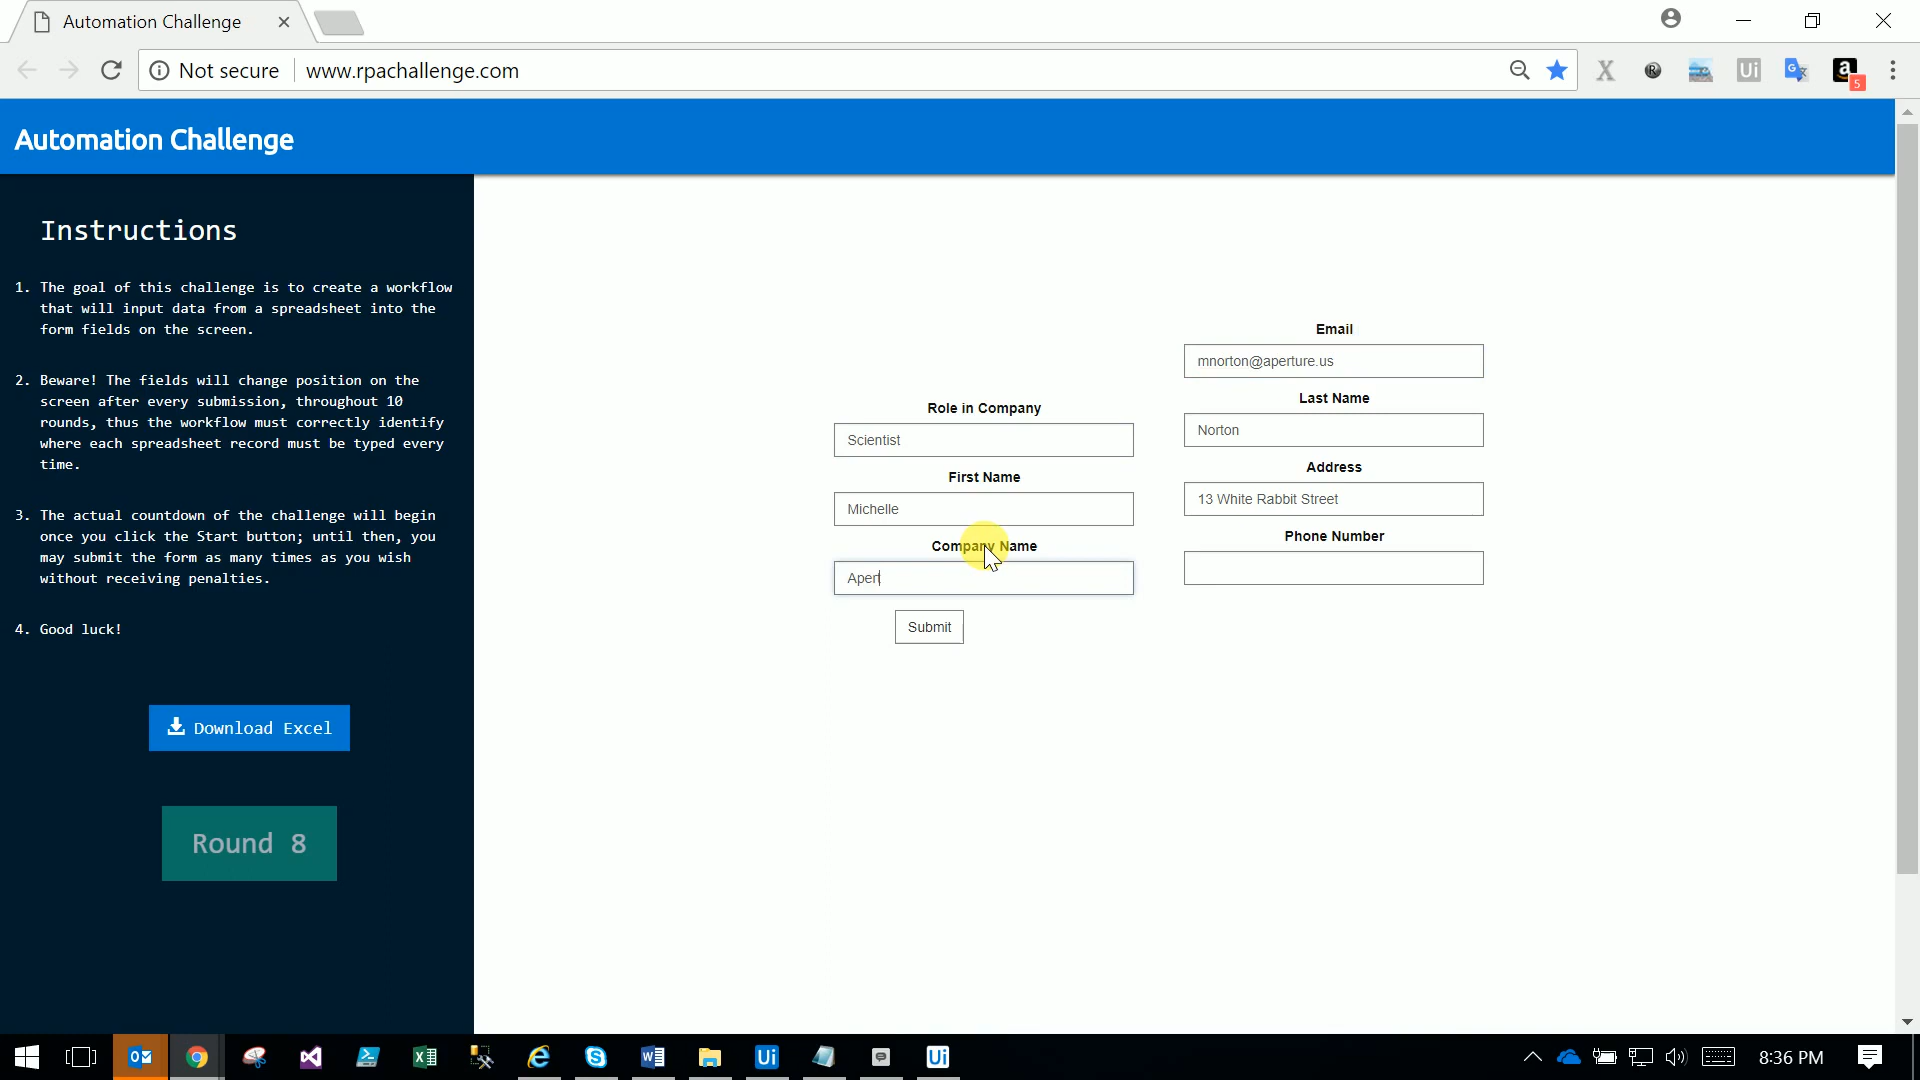 Automation Challenge
Not secure
www.rpachallenge.com
X
R
Ui
G
a
5
Automation Challenge
Instructions
1. The goal of this challenge is to create a workflow
that will input data from a spreadsheet into the
form fields on the screen.
2. Beware! The fields will change position on the
screen after every submission, throughout 10
rounds, thus the workflow must correctly identify
where each spreadsheet record must be typed every
time.
3. The actual countdown of the challenge will begin
once you click the Start button; until then, you
may submit the form as many times as you wish
without receiving penalties.
4. Good luck!
Download Excel
Round 8
Role in Company
Scientist
First Name
Michelle
Company Name
Apert
Submit
Email
mnorton@aperture.us
Last Name
Norton
Address
13 White Rabbit Street
Phone Number
Ui
Ui
8:36 PM